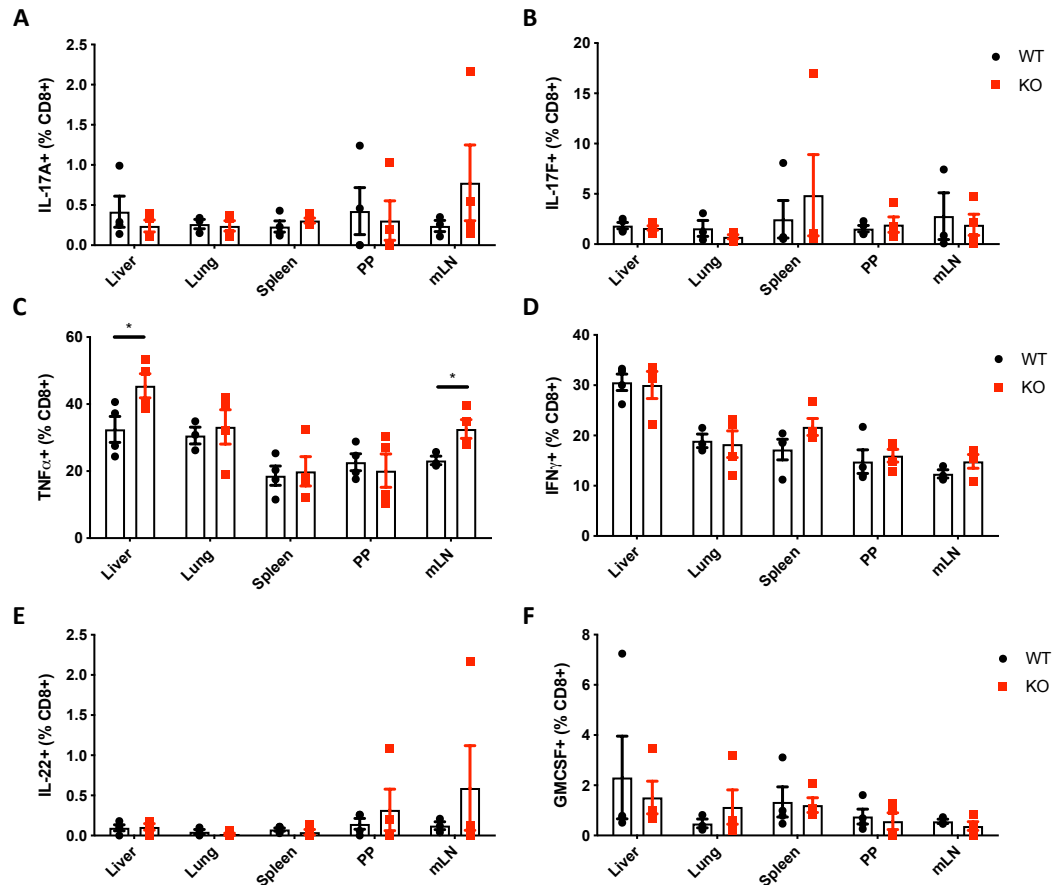 A
IL-17A+ (% CD8+)
2.5
2.0
1.5
1.0
0.5
0.0
Liver
Lung
Spleen
PP
mLN
B
IL-17F+ (% CD8+)
20
15
10
5
0
Liver
Lung
Spleen
PP
mLN
WT
KO
C
TNFα+ (% CD8+)
60
40
20
0
*
*
Liver
Lung
Spleen
PP
mLN
D
IFNγ+ (% CD8+)
40
30
20
10
0
Liver
Lung
Spleen
PP
mLN
WT
KO
E
IL-22+ (% CD8+)
2.5
2.0
1.5
1.0
0.5
0.0
Liver
Lung
Spleen
PP
mLN
F
GMCSF+ (% CD8+)
8
6
4
2
0
Liver
Lung
Spleen
PP
mLN
WT
KO